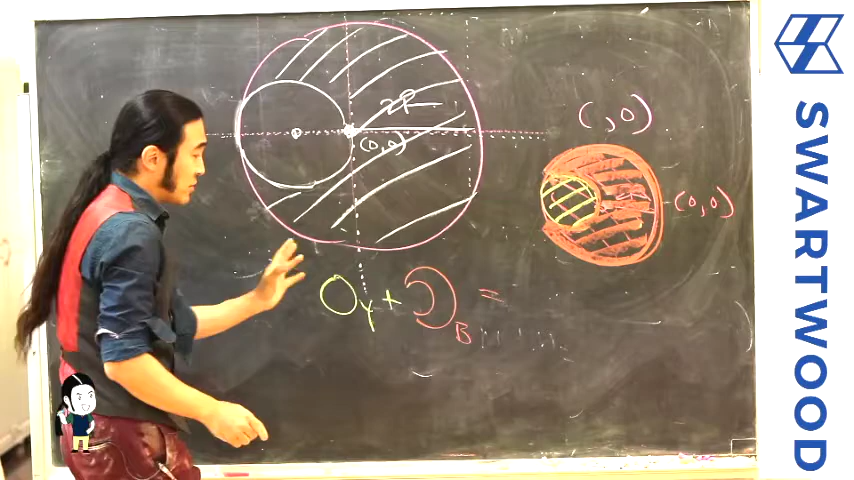 2R
(0,0)
( ,0)
(0,0)
y + B =
SWARTWOOD